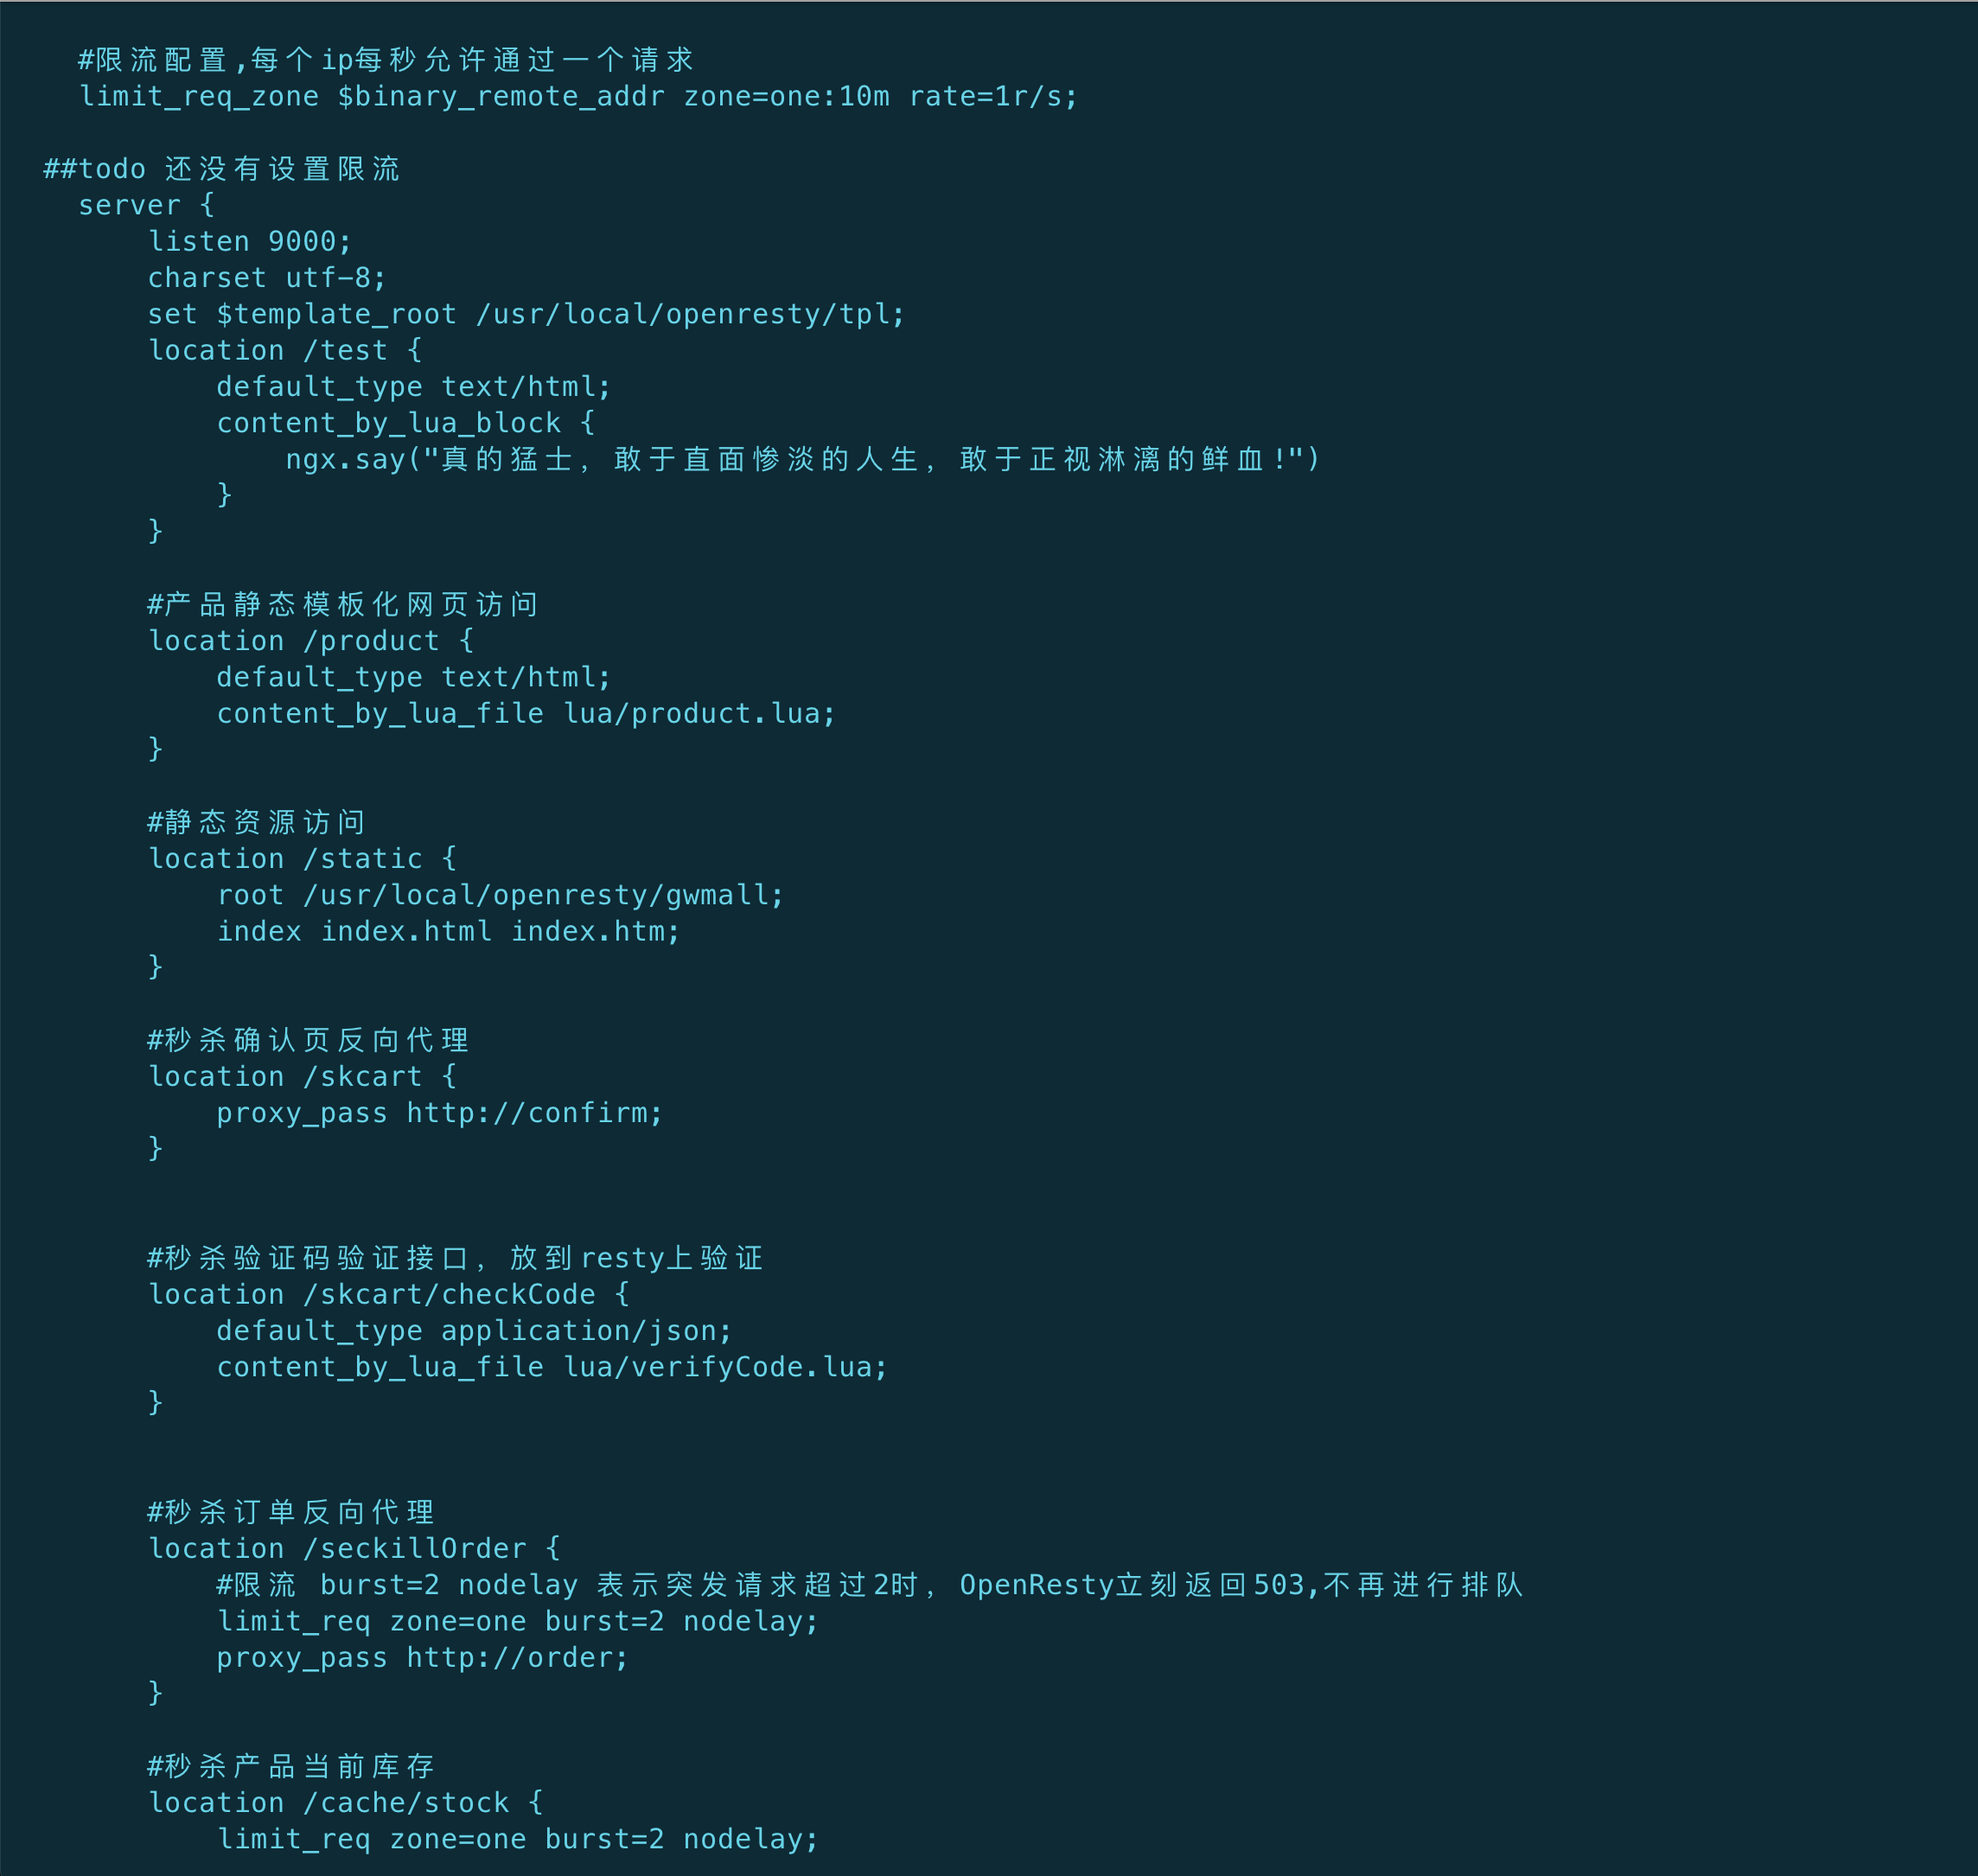 #限流配置,每个ip每秒允许通过一个请求
limit_req_zone $binary_remote_addr zone=one:10m rate=1r/s;
##todo 还没有设置限流
server {
listen 9000;
charset utf-8;
set $template_root /usr/local/openresty/tpl;
location /test {
default_type text/html;
content_by_lua_block {
ngx.say("真的猛士，敢于直面惨淡的人生，敢于正视淋漓的鲜血!")
}
}
#产品静态模板化网页访问
location /product {
default_type text/html;
content_by_lua_file lua/product.lua;
}
#静态资源访问
location /static {
root /usr/local/openresty/gwmall;
index index.html index.htm;
}
#秒杀确认页反向代理
location /skcart {
proxy_pass http://confirm;
}
#秒杀验证码验证接口，放到resty上验证
location /skcart/checkCode {
default_type application/json;
content_by_lua_file lua/verifyCode.lua;
}
#秒杀订单反向代理
location /seckillOrder {
#限流 burst=2 nodelay 表示突发请求超过2时，OpenResty立刻返回503,不再进行排队
limit_req zone=one burst=2 nodelay;
proxy_pass http://order;
}
#秒杀产品当前库存
location /cache/stock {
limit_req zone=one burst=2 nodelay;